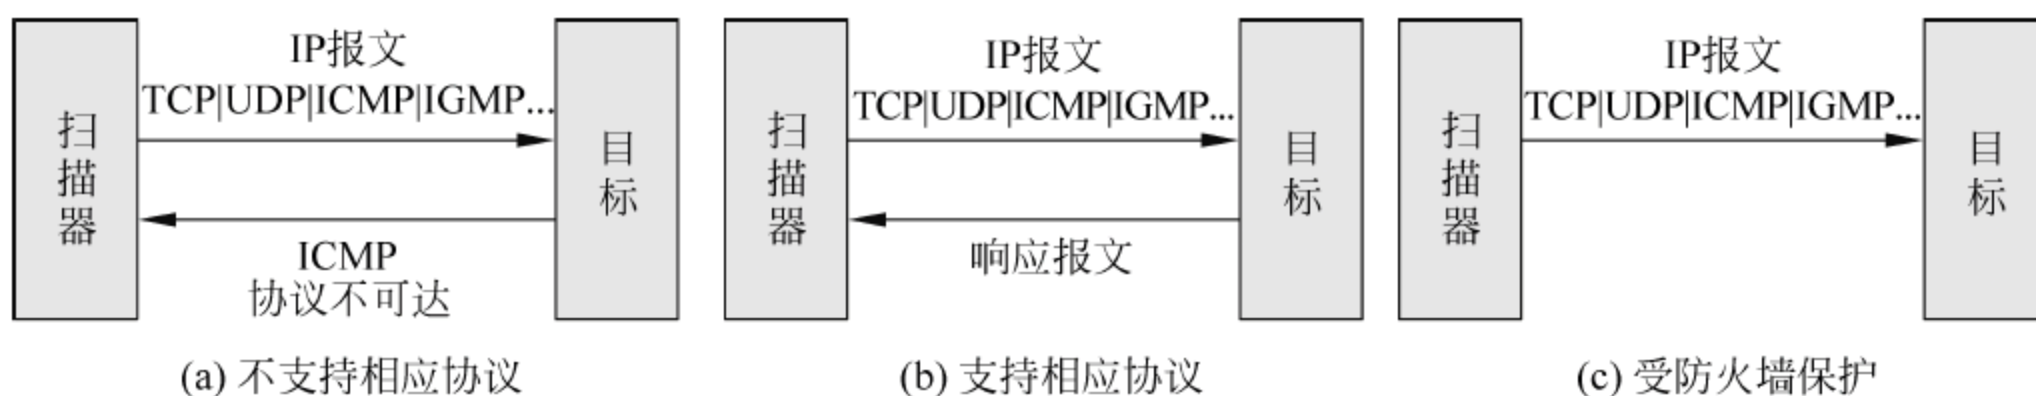 扫描器
IP报文
TCP|UDP|ICMP|IGMP...
目标
ICMP
协议不可达
(a) 不支持相应协议
扫描器
IP报文
TCP|UDP|ICMP|IGMP...
目标
响应报文
(b) 支持相应协议
扫描器
IP报文
TCP|UDP|ICMP|IGMP...
目标
(c) 受防火墙保护